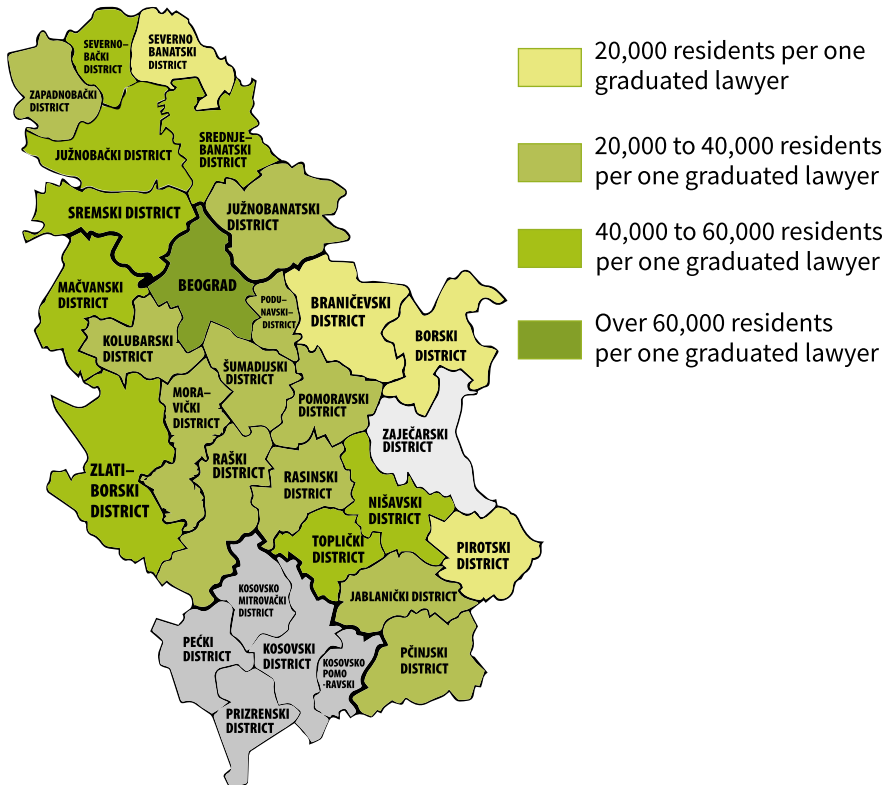 SEVERNO-
BAČKI
DISTRICT
SEVERNO
BANATSKI
DISTRICT
ZAPADNOBAČKI
DISTRICT
JUŽNOBAČKI DISTRICT
SREDNJE-
BANATSKI
DISTRICT
SREMSKI DISTRICT
JUŽNOBANATSKI
DISTRICT
MAČVANSKI
DISTRICT
BEOGRAD
PODU-
NAVSKI-
DISTRICT
BRANIČEVSKI
DISTRICT
BORSKI
DISTRICT
KOLUBARSKI
DISTRICT
ŠUMADIJSKI
DISTRICT
MORA-
VIČKI
DISTRICT
POMORAVSKI
DISTRICT
ZAJEČARSKI
DISTRICT
ZLATI-
BORSKI
DISTRICT
RAŠKI
DISTRICT
RASINSKI
DISTRICT
NIŠAVSKI
DISTRICT
TOPLIČKI
DISTRICT
PIROTSKI
DISTRICT
JABLANIČKI DISTRICT
KOSOVSKO
MITROVAČKI
DISTRICT
PEĆKI
DISTRICT
KOSOVSKI
DISTRICT
KOSOVSKO
POMO
-RAVSKI
PČINJSKI
DISTRICT
PRIZRENSKI
DISTRICT
20,000 residents per one
graduated lawyer
20,000 to 40,000 residents
per one graduated lawyer
40,000 to 60,000 residents
per one graduated lawyer
Over 60,000 residents
per one graduated lawyer